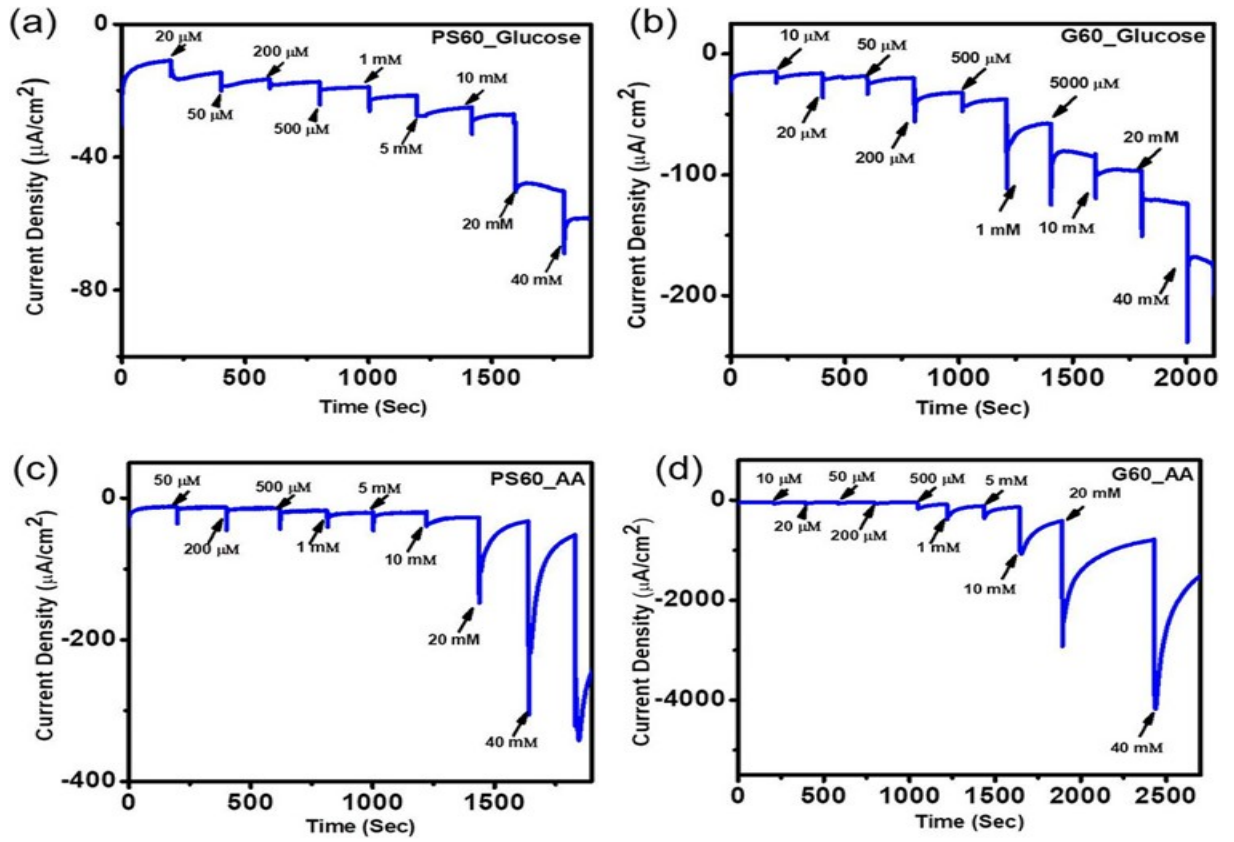 (a)
PS60_Glucose
20 μM
200 μM
1 mM
10 mM
50 μM
500 μM
5 mM
20 mM
40 mM
0
-40
-80
Current Density (μA/cm2)
0 500 1000 1500
Time (Sec)
(b)
G60_Glucose
10 μM
50 μM
500 μM
5000 μM
20 mM
20 μM
200 μM
1 mM
10 mM
40 mM
0
-100
-200
Current Density (μA/ cm2)
0 500 1000 1500 2000
Time (Sec)
(c)
PS60_AA
50 μM
500 μM
5 mM
200 μM
1 mM
10 mM
20 mM
40 mM
0
-200
-400
Current Density (μA/cm2)
0 500 1000 1500
Time (Sec)
(d)
G60_AA
10 μM
50 μM
500 μM
5 mM
20 mM
20 μM
200 μM
1 mM
10 mM
40 mM
0
-2000
-4000
Current Density (μA/cm2)
0 500 1000 1500 2000 2500
Time (Sec)